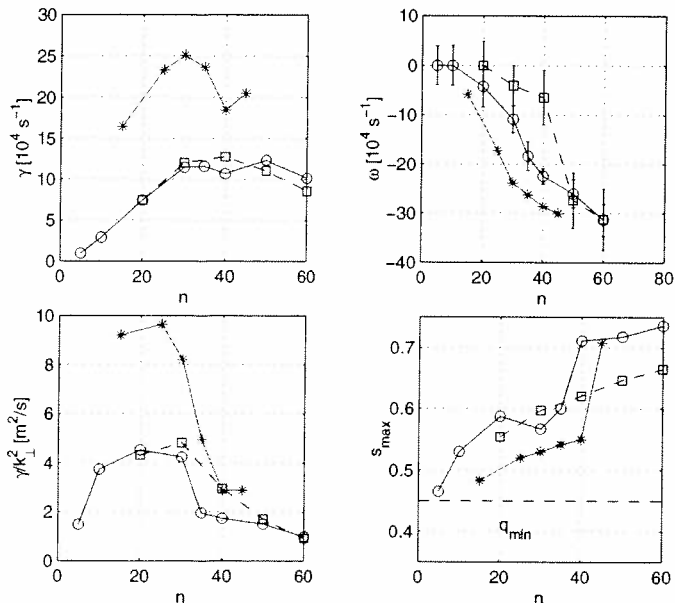 30
25
20
15
10
5
0
γ [10⁴ s⁻¹]
0 20 40 60
n
10
0
−10
−20
−30
−40
ω [10⁴ s⁻¹]
0 20 40 60 80
n
10
8
6
4
2
0
γ/k⊥² [m²/s]
0 20 40 60
n
0.7
0.6
0.5
0.4
s_max
q_min
0 20 40 60
n